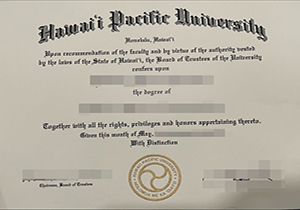 Hawai'i Pacific University
Honolulu, Hawai'i
Upon recommendation of the faculty and by virtue of the authority vested
by the laws of the State of Hawai'i, the Board of Trustees of the University
confers upon
the degree of
Together with all the rights, privileges and honors appertaining thereto.
Given this month of May,
With Distinction
HAWAI'I PACIFIC UNIVERSITY
Chairman, Board of Trustees